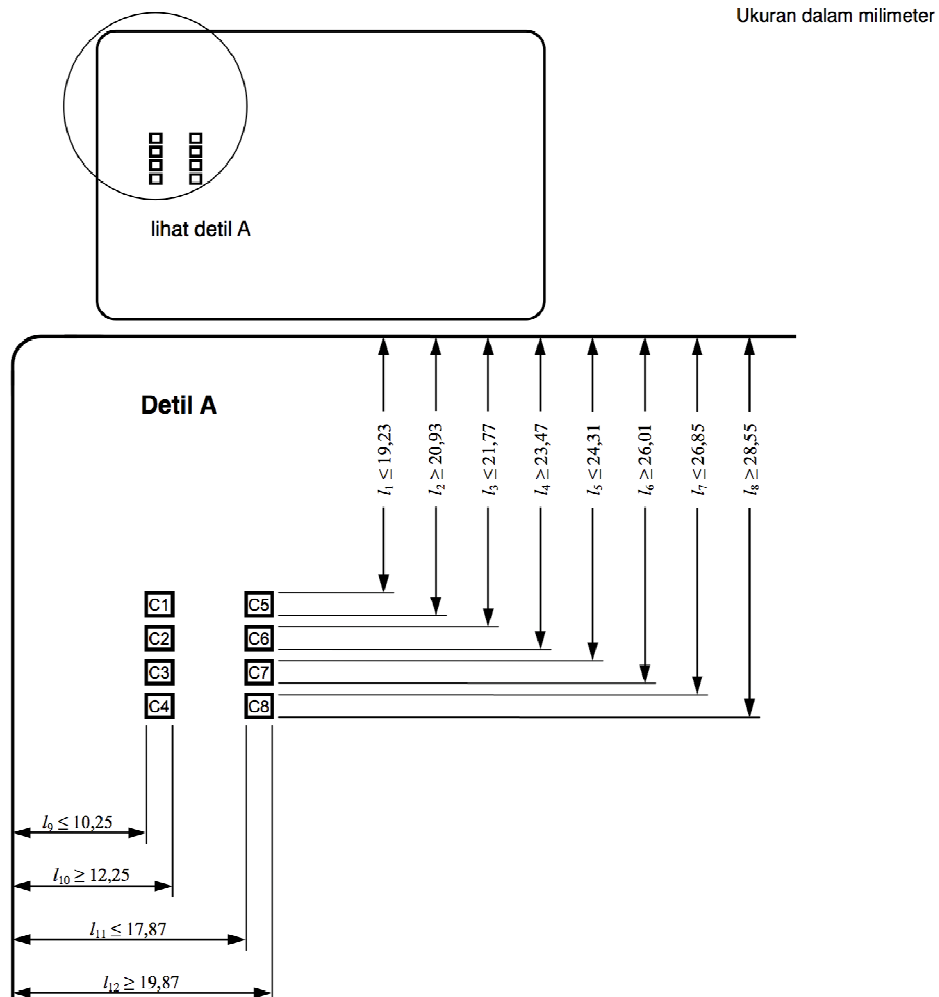 Ukuran dalam milimeter
lihat detil A
Detil A
l₁ ≤ 19,23
l₂ ≥ 20,93
l₃ ≤ 21,77
l₄ ≥ 23,47
l₅ ≤ 24,31
l₆ ≥ 26,01
l₇ ≤ 26,85
l₈ ≥ 28,55
C1 C5
C2 C6
C3 C7
C4 C8
l₉ ≤ 10,25
l₁₀ ≥ 12,25
l₁₁ ≤ 17,87
l₁₂ ≥ 19,87